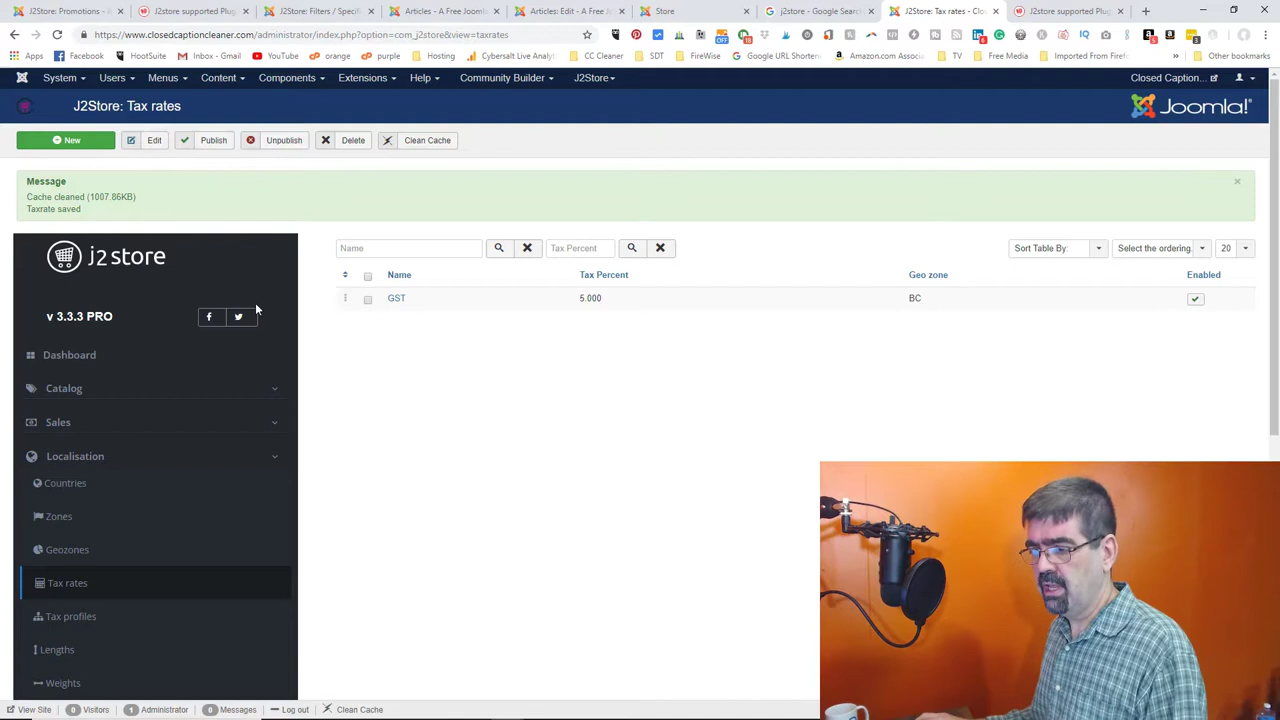 J2Store: Promotions - A
J2store supported Plug
J2Store: Filters / Specifi
Articles - A Free Jooml
Articles: Edit - A Free J
Store
j2store - Google Search
J2Store: Tax rates - Clo
J2store supported Plug
https://www.closedcaptioncleaner.com/administrator/index.php?option=com_j2store&view=taxrates
Apps
Facebook
HootSuite
Inbox - Gmail
YouTube
orange
purple
Hosting
Cybersalt Live Analy
CC Cleaner
SDT
FireWise
Google URL Shorten
Amazon.com Associ
TV
Free Media
Imported From Firef
Other bookmarks
System
Users
Menus
Content
Components
Extensions
Help
Community Builder
J2Store
Closed Caption...
J2Store: Tax rates
Joomla!
New
Edit
Publish
Unpublish
Delete
Clean Cache
Message
Cache cleaned (1007.86KB)
Taxrate saved
j2store
Name
Tax Percent
Sort Table By:
Select the ordering.
20
Name
Tax Percent
Geo zone
Enabled
GST
5.000
BC
v 3.3.3 PRO
Dashboard
Catalog
Sales
Localisation
Countries
Zones
Geozones
Tax rates
Tax profiles
Lengths
Weights
View Site
0 Visitors
1 Administrator
0 Messages
Log out
Clean Cache